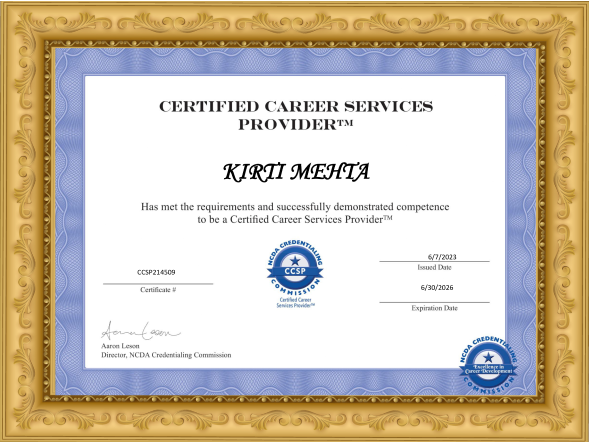 CERTIFIED CAREER SERVICES
PROVIDER™
KIRTI MEHTA
Has met the requirements and successfully demonstrated competence
to be a Certified Career Services Provider™
CCSP214509
Certificate #
NCDA CREDENTIALING
CCSP
COMMISSION
Certified Career
Services Provider™
6/7/2023
Issued Date
6/30/2026
Expiration Date
Aaron Leson
Aaron Leson
Director, NCDA Credentialing Commission
NCDA CREDENTIALING
Excellence in
Career Development
COMMISSION